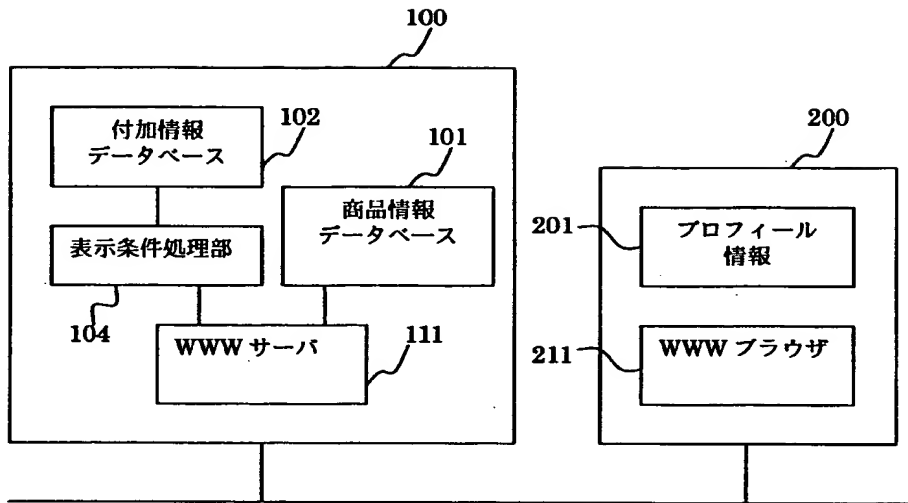 100
付加情報
データベース
102
101
商品情報
データベース
表示条件処理部
104
WWW サーバ
111
200
201
プロフィール
情報
211
WWW ブラウザ